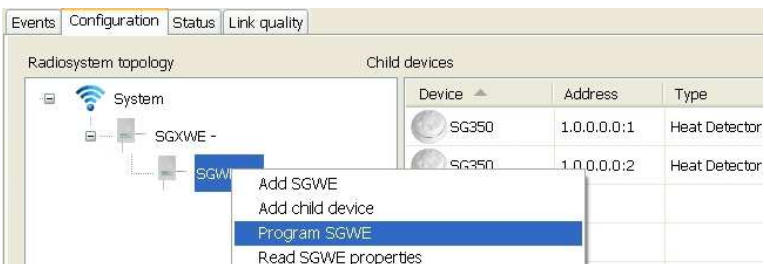 Events Configuration Status Link quality
Radiosystem topology Child devices
Device Address Type
System
SG350 1.0.0.0.0:1 Heat Detector
SGXWE -
SG350 1.0.0.0.0:2 Heat Detector
Add SGWE
Add child device
Program SGWE
Read SGWE properties